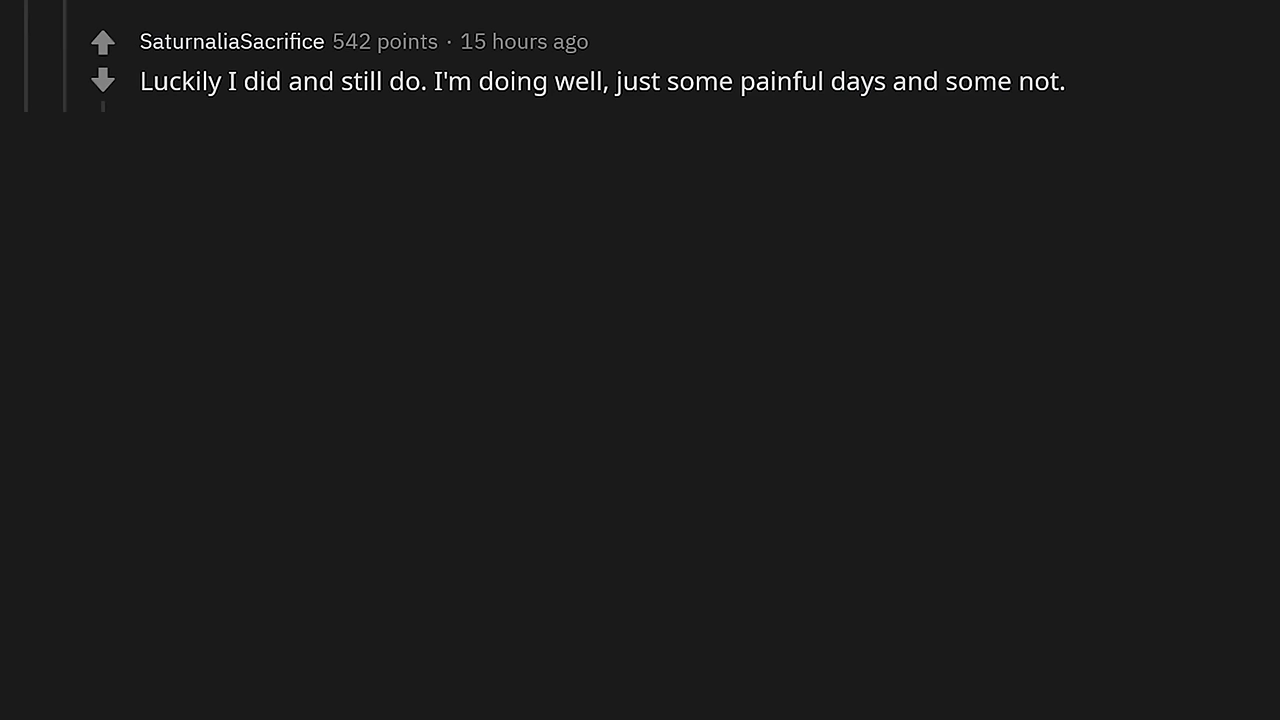 SaturnaliaSacrifice 542 points · 15 hours ago
Luckily I did and still do. I'm doing well, just some painful days and some not.